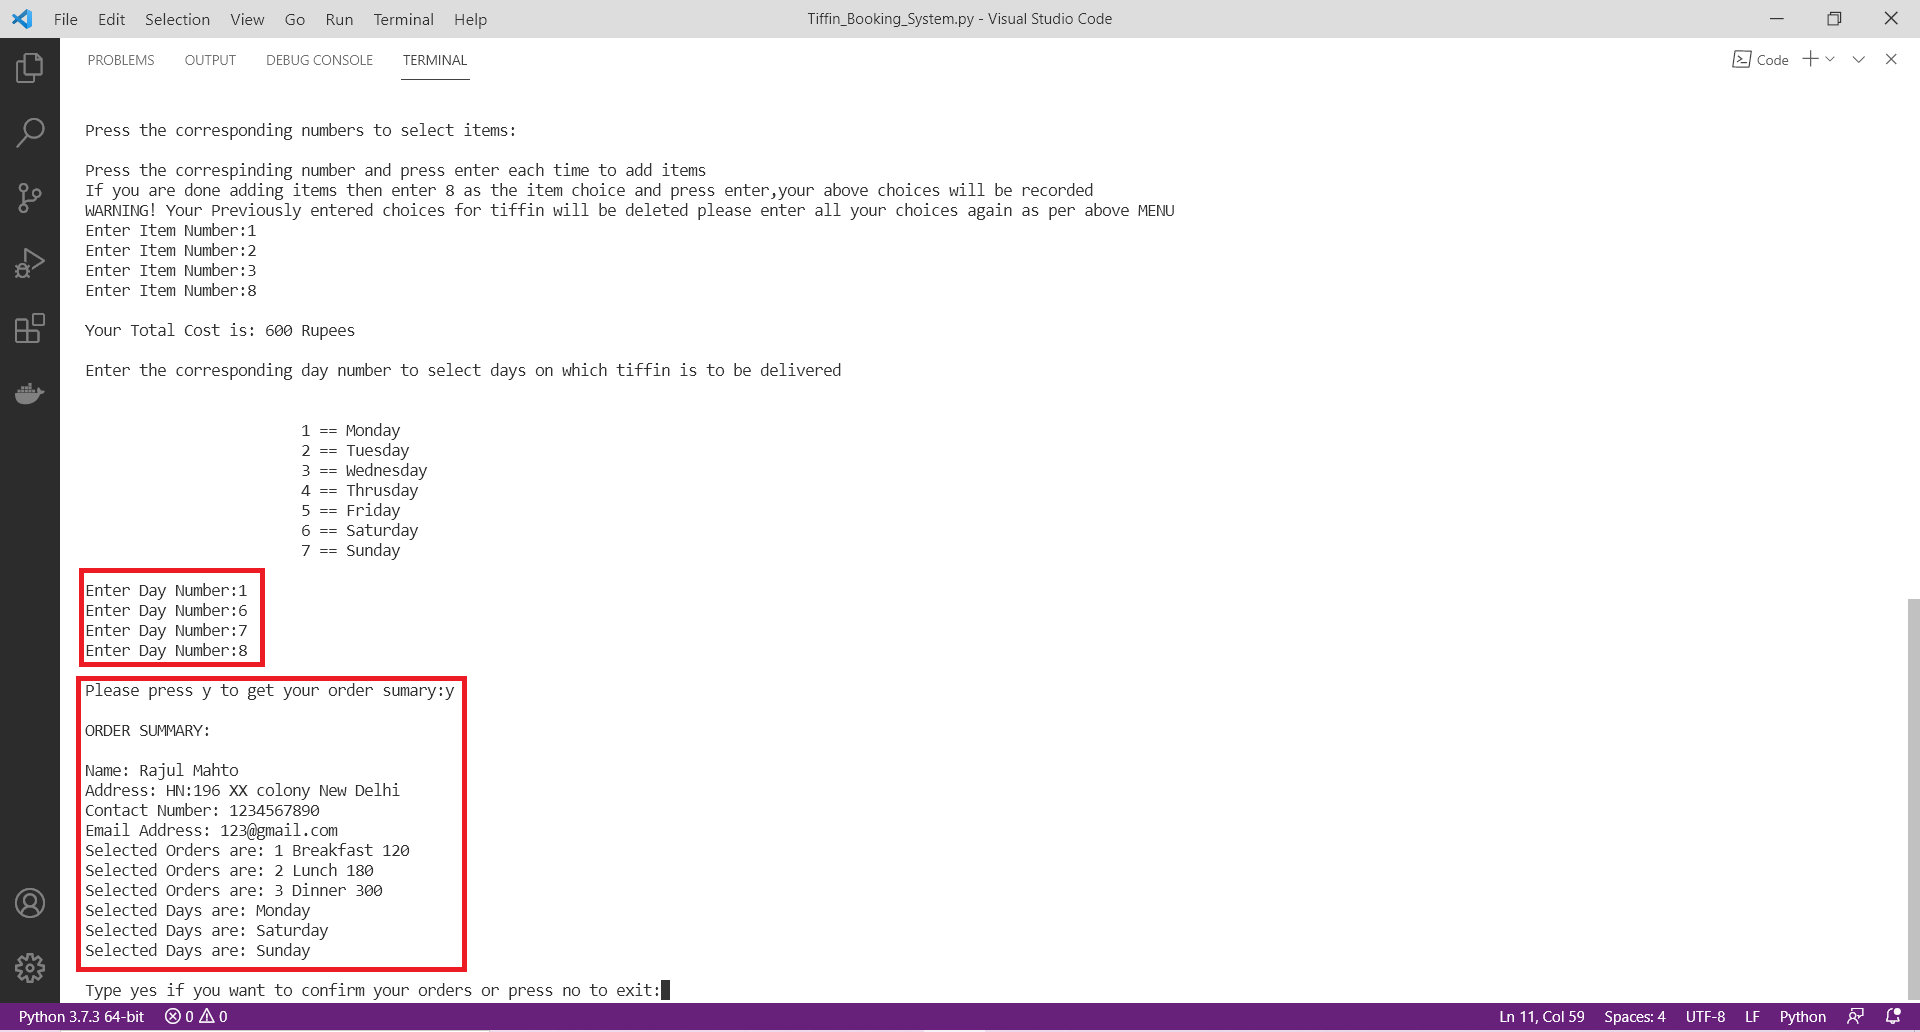 File Edit Selection View Go Run Terminal Help Tiffin_Booking_System.py - Visual Studio Code
PROBLEMS OUTPUT DEBUG CONSOLE TERMINAL Code
Press the corresponding numbers to select items:
Press the correspinding number and press enter each time to add items
If you are done adding items then enter 8 as the item choice and press enter,your above choices will be recorded
WARNING! Your Previously entered choices for tiffin will be deleted please enter all your choices again as per above MENU
Enter Item Number:1
Enter Item Number:2
Enter Item Number:3
Enter Item Number:8
Your Total Cost is: 600 Rupees
Enter the corresponding day number to select days on which tiffin is to be delivered
1 == Monday
2 == Tuesday
3 == Wednesday
4 == Thrusday
5 == Friday
6 == Saturday
7 == Sunday
Enter Day Number:1
Enter Day Number:6
Enter Day Number:7
Enter Day Number:8
Please press y to get your order sumary:y
ORDER SUMMARY:
Name: Rajul Mahto
Address: HN:196 XX colony New Delhi
Contact Number: 1234567890
Email Address: 123@gmail.com
Selected Orders are: 1 Breakfast 120
Selected Orders are: 2 Lunch 180
Selected Orders are: 3 Dinner 300
Selected Days are: Monday
Selected Days are: Saturday
Selected Days are: Sunday
Type yes if you want to confirm your orders or press no to exit:
Python 3.7.3 64-bit 0 0 Ln 11, Col 59 Spaces: 4 UTF-8 LF Python